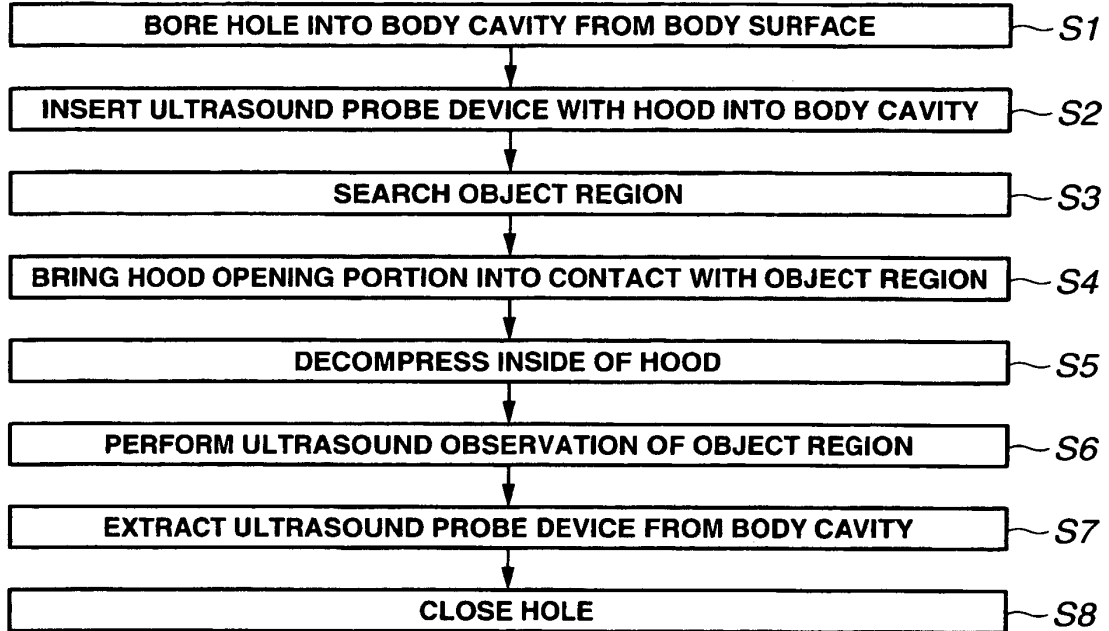 BORE HOLE INTO BODY CAVITY FROM BODY SURFACE S1
INSERT ULTRASOUND PROBE DEVICE WITH HOOD INTO BODY CAVITY S2
SEARCH OBJECT REGION S3
BRING HOOD OPENING PORTION INTO CONTACT WITH OBJECT REGION S4
DECOMPRESS INSIDE OF HOOD S5
PERFORM ULTRASOUND OBSERVATION OF OBJECT REGION S6
EXTRACT ULTRASOUND PROBE DEVICE FROM BODY CAVITY S7
CLOSE HOLE S8